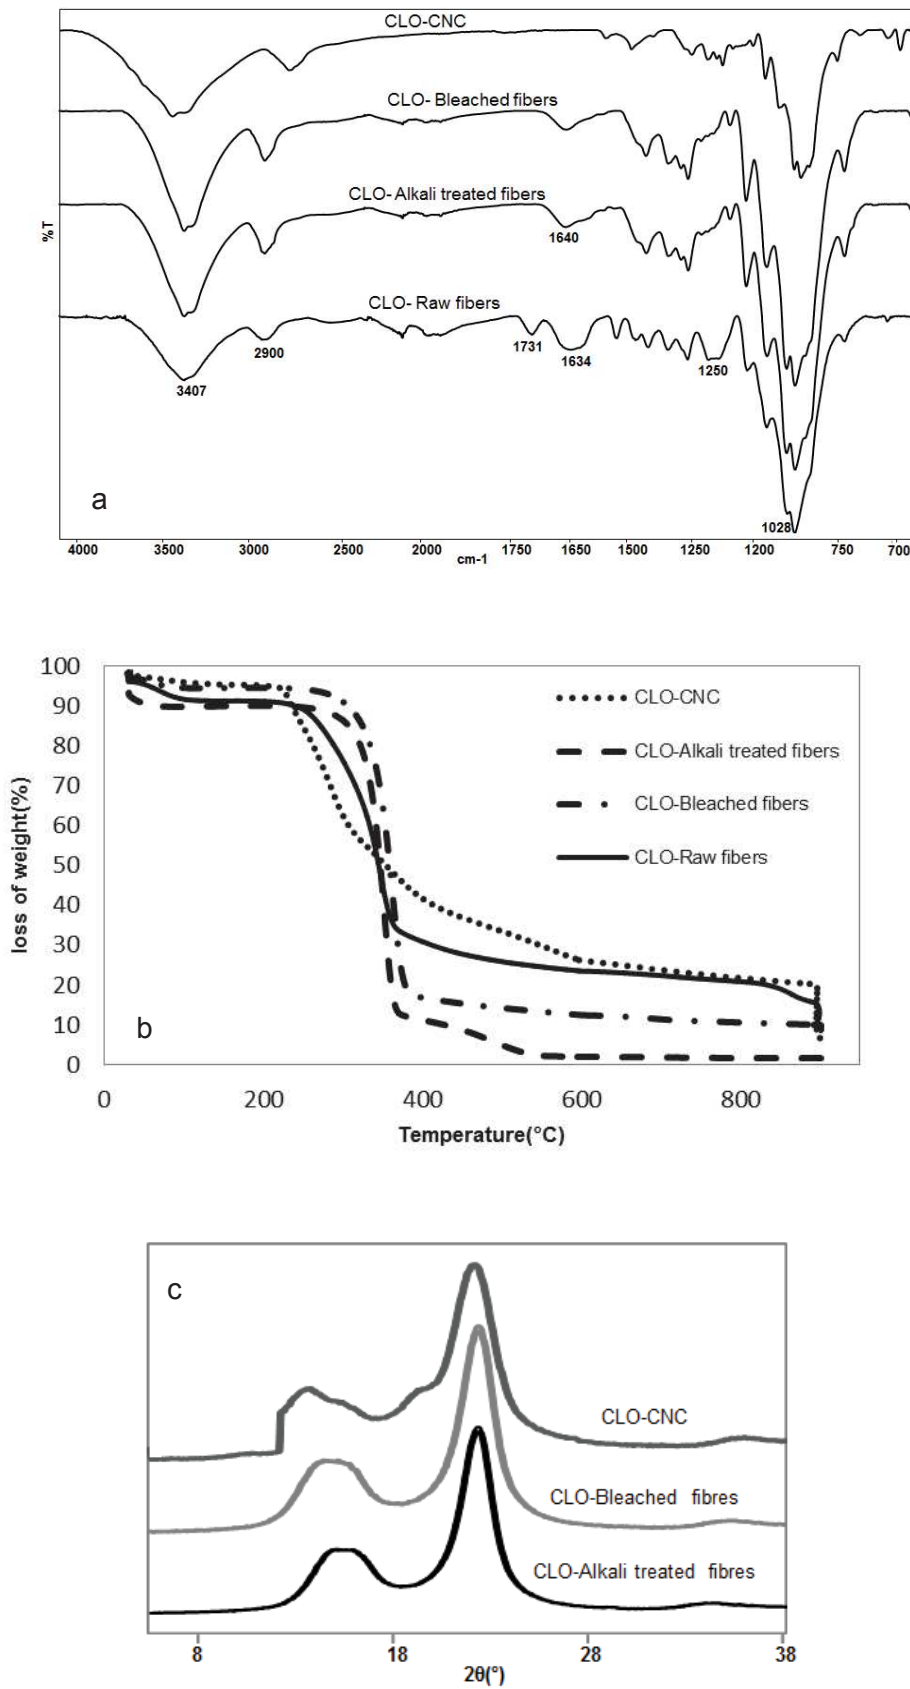 CLO-CNC
CLO- Bleached fibers
CLO- Alkali treated fibers
%T
1640
CLO- Raw fibers
2900
1731
1634
1250
3407
a
1028
4000 3500 3000 2500 2000 1750 1650 1500 1250 1200 750 700
cm-1
100
90
80
70
60
50
40
30
20
10
0
loss of weight(%)
CLO-CNC
CLO-Alkali treated fibers
CLO-Bleached fibers
CLO-Raw fibers
b
0 200 400 600 800
Temperature(°C)
c
CLO-CNC
CLO-Bleached fibres
CLO-Alkali treated fibres
8 18 28 38
2θ(°)